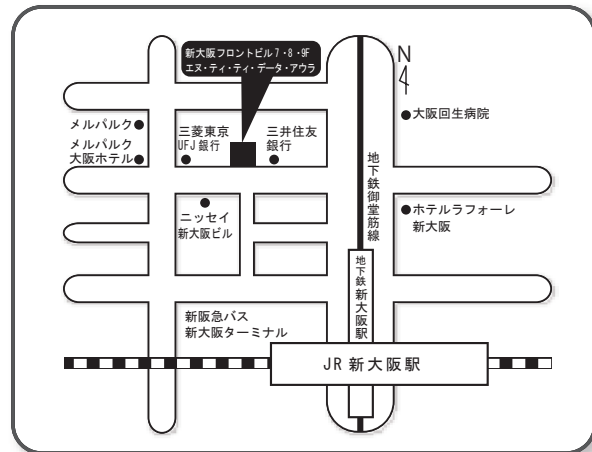 新大阪フロントビル7・8・9F
エヌ・ティ・ティ・データ・アウラ
N
メルパルク
メルパルク
大阪ホテル
三菱東京
UFJ銀行
三井住友
銀行
大阪回生病院
地下鉄御堂筋線
ニッセイ
新大阪ビル
ホテルラフォーレ
新大阪
地下鉄新大阪駅
新阪急バス
新大阪ターミナル
JR 新大阪駅